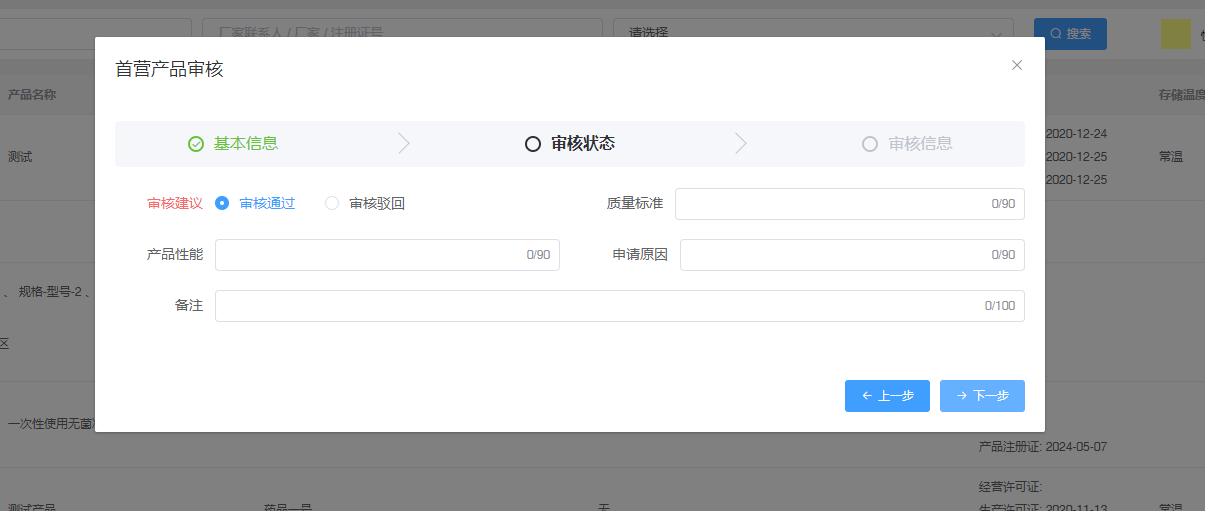 厂家联系人 / 厂家 / 注册证号
请选择
搜索
首营产品审核
产品名称
存储温度
基本信息
审核状态
审核信息
2020-12-24
测试
2020-12-25
常温
2020-12-25
审核建议
审核通过
审核驳回
质量标准
0/90
产品性能
0/90
申请原因
0/90
、 规格-型号-2 、
备注
0/100
区
上一步
下一步
一次性使用无菌
产品注册证: 2024-05-07
经营许可证:
测试产品
药品一号
无
生产许可证: 2020-11-13
常温